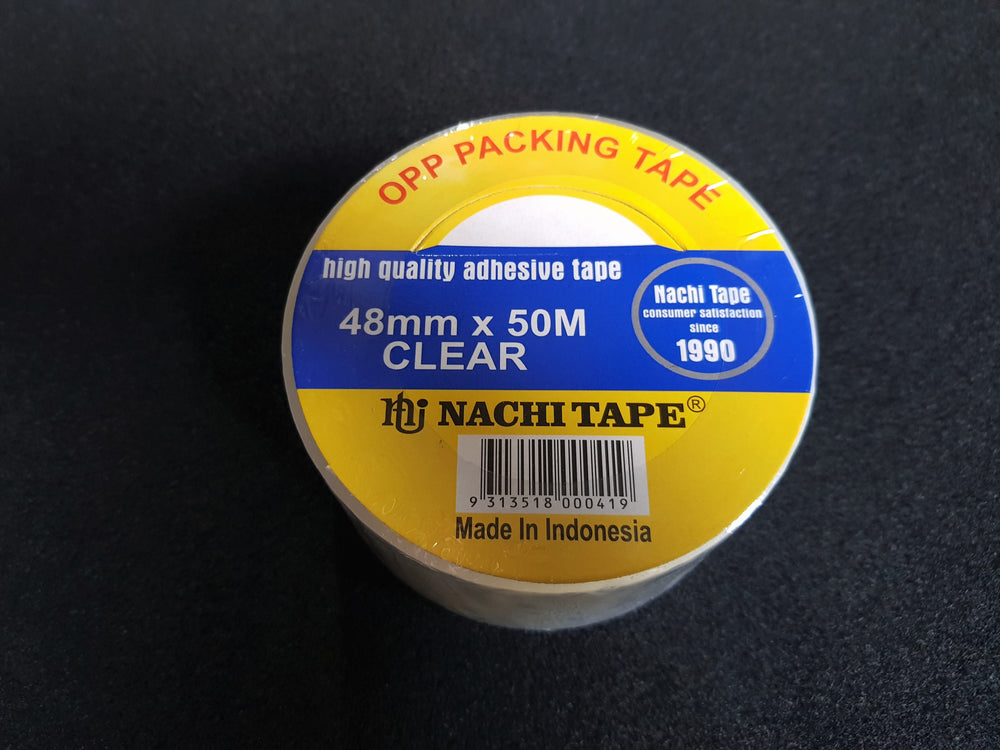 OPP PACKING TAPE
high quality adhesive tape
48mm x 50M
CLEAR
Nachi Tape
consumer satisfaction
since
1990
NACHI TAPE®
9 313518 000419
Made In Indonesia